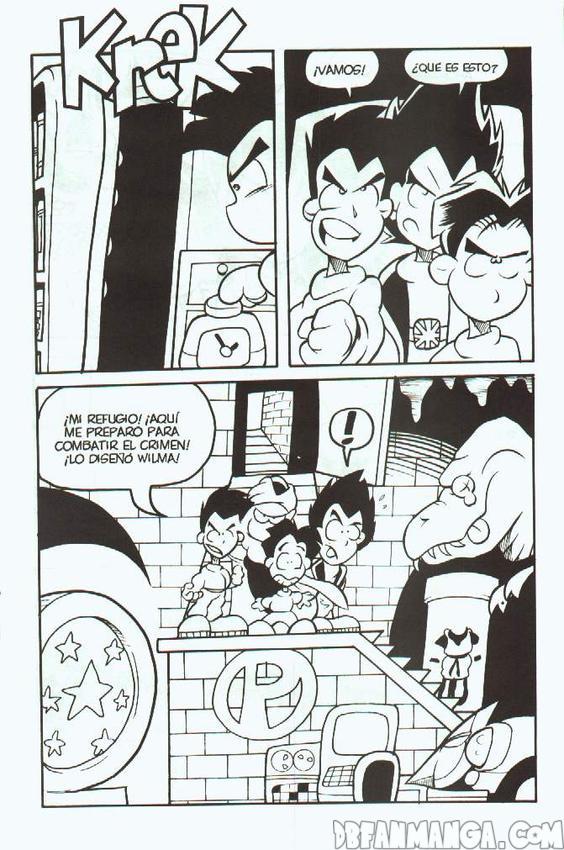 KreK
¡VAMOS!
¿QUE ES ESTO?
¡MI REFUGIO! ¡AQUÍ
ME PREPARO PARA
COMBATIR EL CRIMEN!
¡LO DISEÑÓ WILMA!
!
P
DBFANMANGA.COM